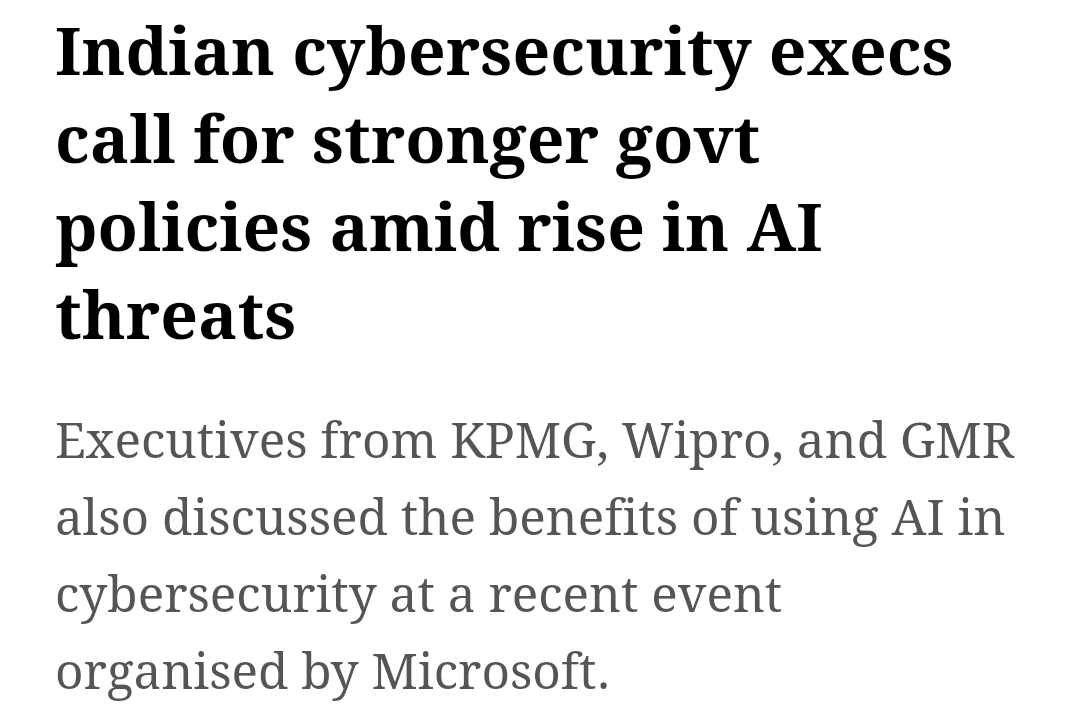 Indian cybersecurity execs
call for stronger govt
policies amid rise in AI
threats
Executives from KPMG, Wipro, and GMR
also discussed the benefits of using AI in
cybersecurity at a recent event
organised by Microsoft.